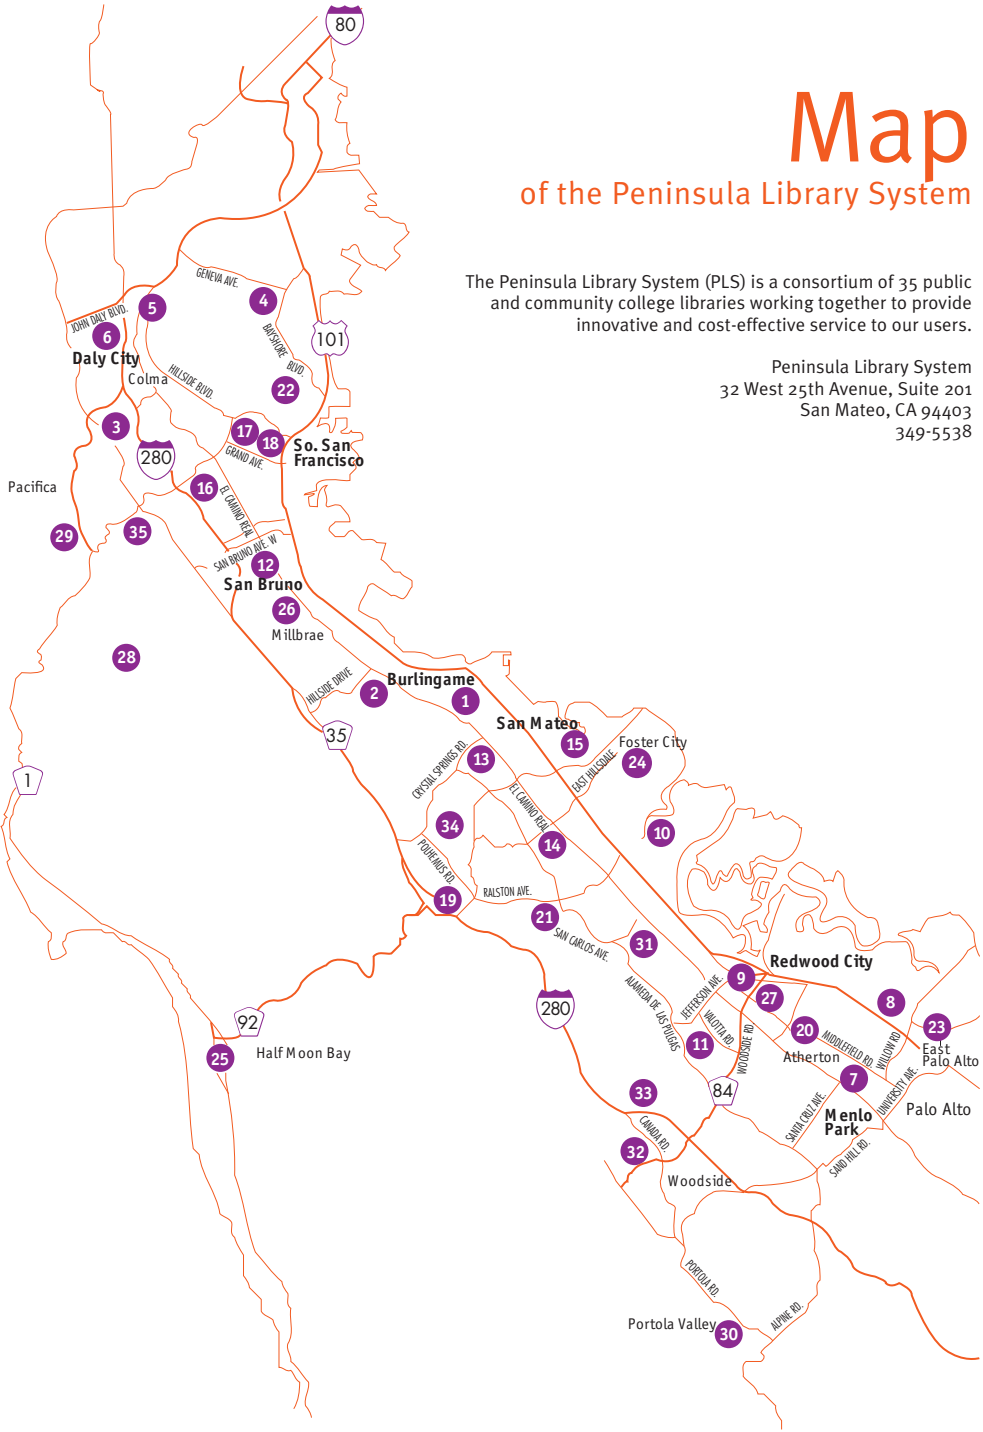 80
Map
of the Peninsula Library System
The Peninsula Library System (PLS) is a consortium of 35 public
and community college libraries working together to provide
innovative and cost-effective service to our users.
Peninsula Library System
32 West 25th Avenue, Suite 201
San Mateo, CA 94403
349-5538
GENEVA AVE.
4
5
JOHN DALY BLVD.
6
Daly City
BAYSHORE BLVD.
101
Colma
HILLSIDE BLVD.
22
3
17
18
So. San
Francisco
GRAND AVE.
280
Pacifica
16
EL CAMINO REAL
29
35
SAN BRUNO AVE. W
12
San Bruno
26
Millbrae
28
HILLSIDE DRIVE
2
Burlingame
1
San Mateo
35
15
Foster City
24
CRYSTAL SPRINGS RD.
13
EAST HILLSDALE
1
EL CAMINO REAL
34
14
10
POLHEMUS RD.
19
RALSTON AVE.
21
SAN CARLOS AVE.
31
Redwood City
9
27
8
ALAMEDA DE LAS PULGAS
JEFFERSON AVE.
280
92
25
Half Moon Bay
VALOTTA RD.
11
WOODSIDE RD.
20
Atherton
MIDDLEFIELD RD.
WILLOW RD.
23
East
Palo Alto
7
UNIVERSITY AVE.
84
33
SANTA CRUZ AVE.
Menlo
Park
Palo Alto
CANADA RD.
32
SAND HILL RD.
Woodside
PORTOLA RD.
ALPINE RD.
Portola Valley
30